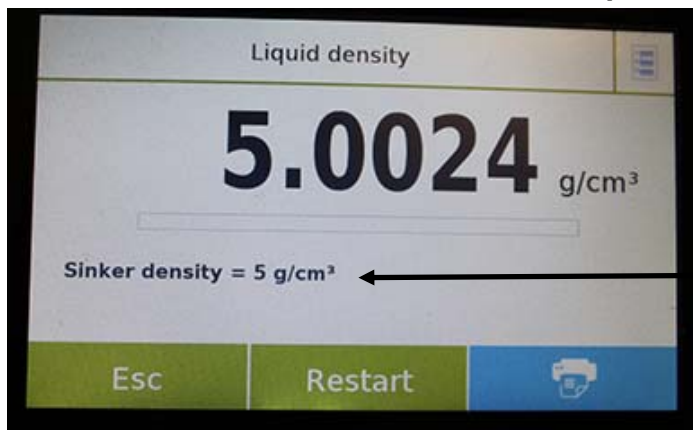 Liquid density
5.0024 g/cm³
Sinker density = 5 g/cm³
Esc Restart